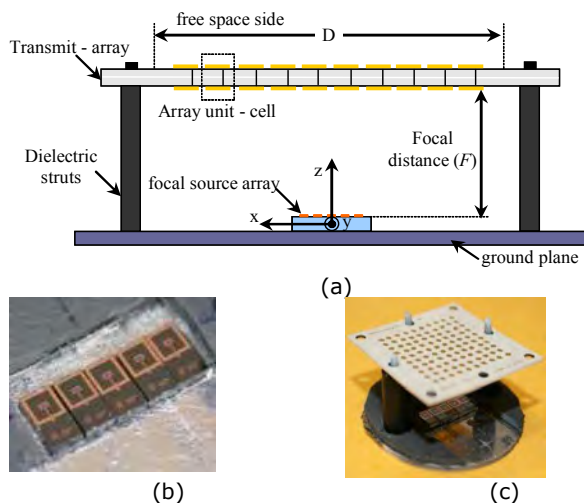 free space side
Transmit - array
D
Array unit - cell
Focal
distance (F)
Dielectric
struts
z
focal source array
x
y
ground plane
(a)
(b)
(c)